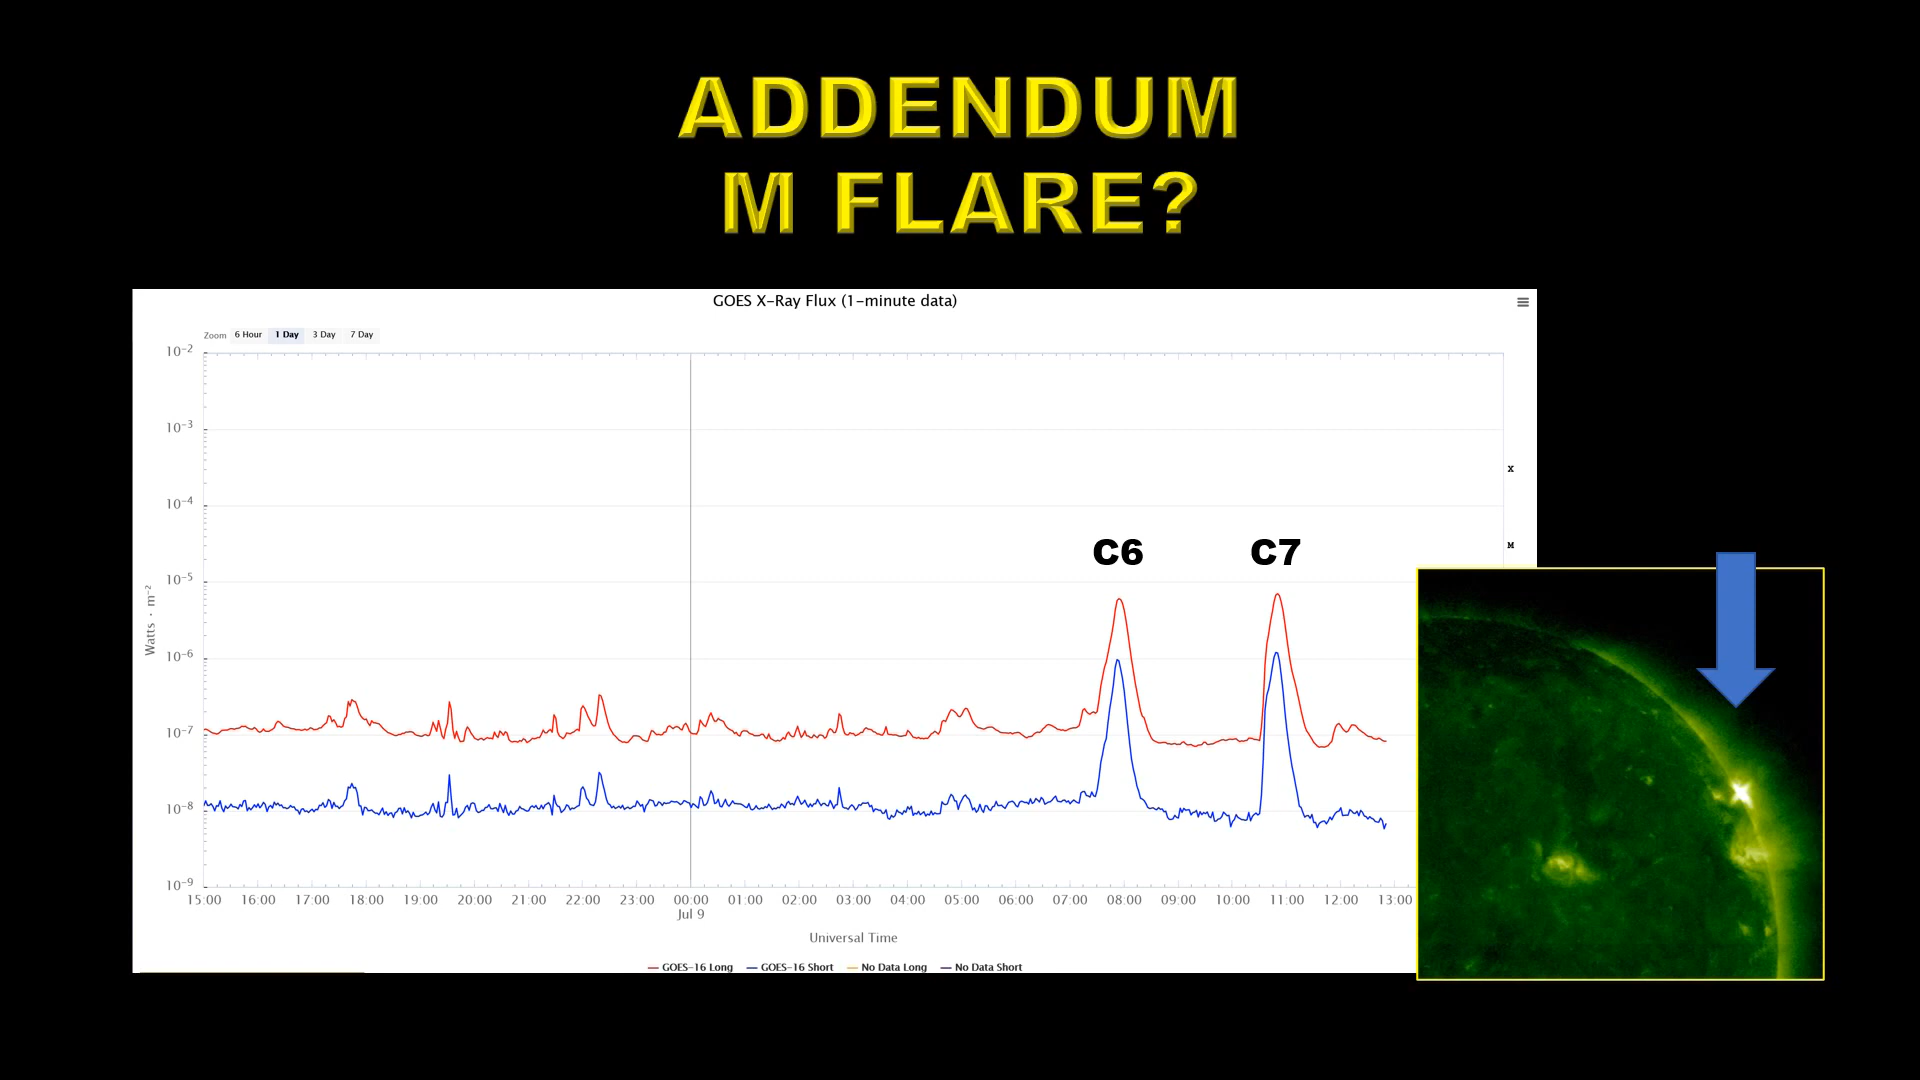 ADDENDUM
M FLARE?
GOES X-Ray Flux (1-minute data)
Zoom 6 Hour 1 Day 3 Day 7 Day
10⁻²
10⁻³
X
10⁻⁴
C6 C7
M
10⁻⁵
Watts · m⁻²
10⁻⁶
10⁻⁷
10⁻⁸
10⁻⁹
15:00 16:00 17:00 18:00 19:00 20:00 21:00 22:00 23:00 00:00 01:00 02:00 03:00 04:00 05:00 06:00 07:00 08:00 09:00 10:00 11:00 12:00 13:00
Jul 9
Universal Time
GOES-16 Long GOES-16 Short No Data Long No Data Short